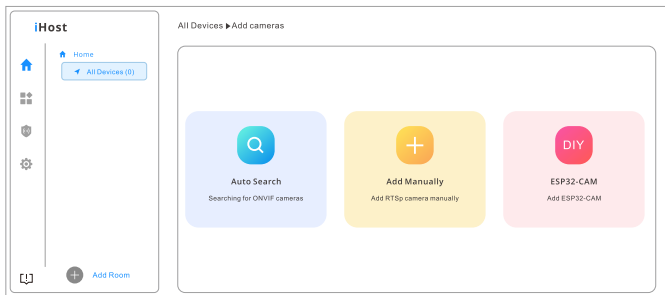 iHost
All Devices ▶ Add cameras
Home
All Devices (0)
Auto Search
Searching for ONVIF cameras
Add Manually
Add RTSp camera manually
DIY
ESP32-CAM
Add ESP32-CAM
Add Room